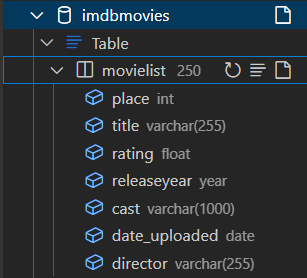 imdbmovies
Table
movielist 250
place int
title varchar(255)
rating float
releaseyear year
cast varchar(1000)
date_uploaded date
director varchar(255)